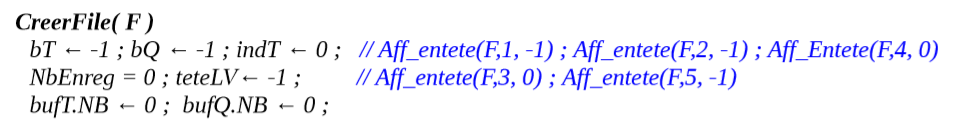 CreerFile( F )
bT ← -1 ; bQ ← -1 ; indT ← 0 ; // Aff_entete(F,1, -1) ; Aff_entete(F,2, -1) ; Aff_Entete(F,4, 0)
NbEnreg = 0 ; teteLV ← -1 ; // Aff_entete(F,3, 0) ; Aff_entete(F,5, -1)
bufT.NB ← 0 ; bufQ.NB ← 0 ;